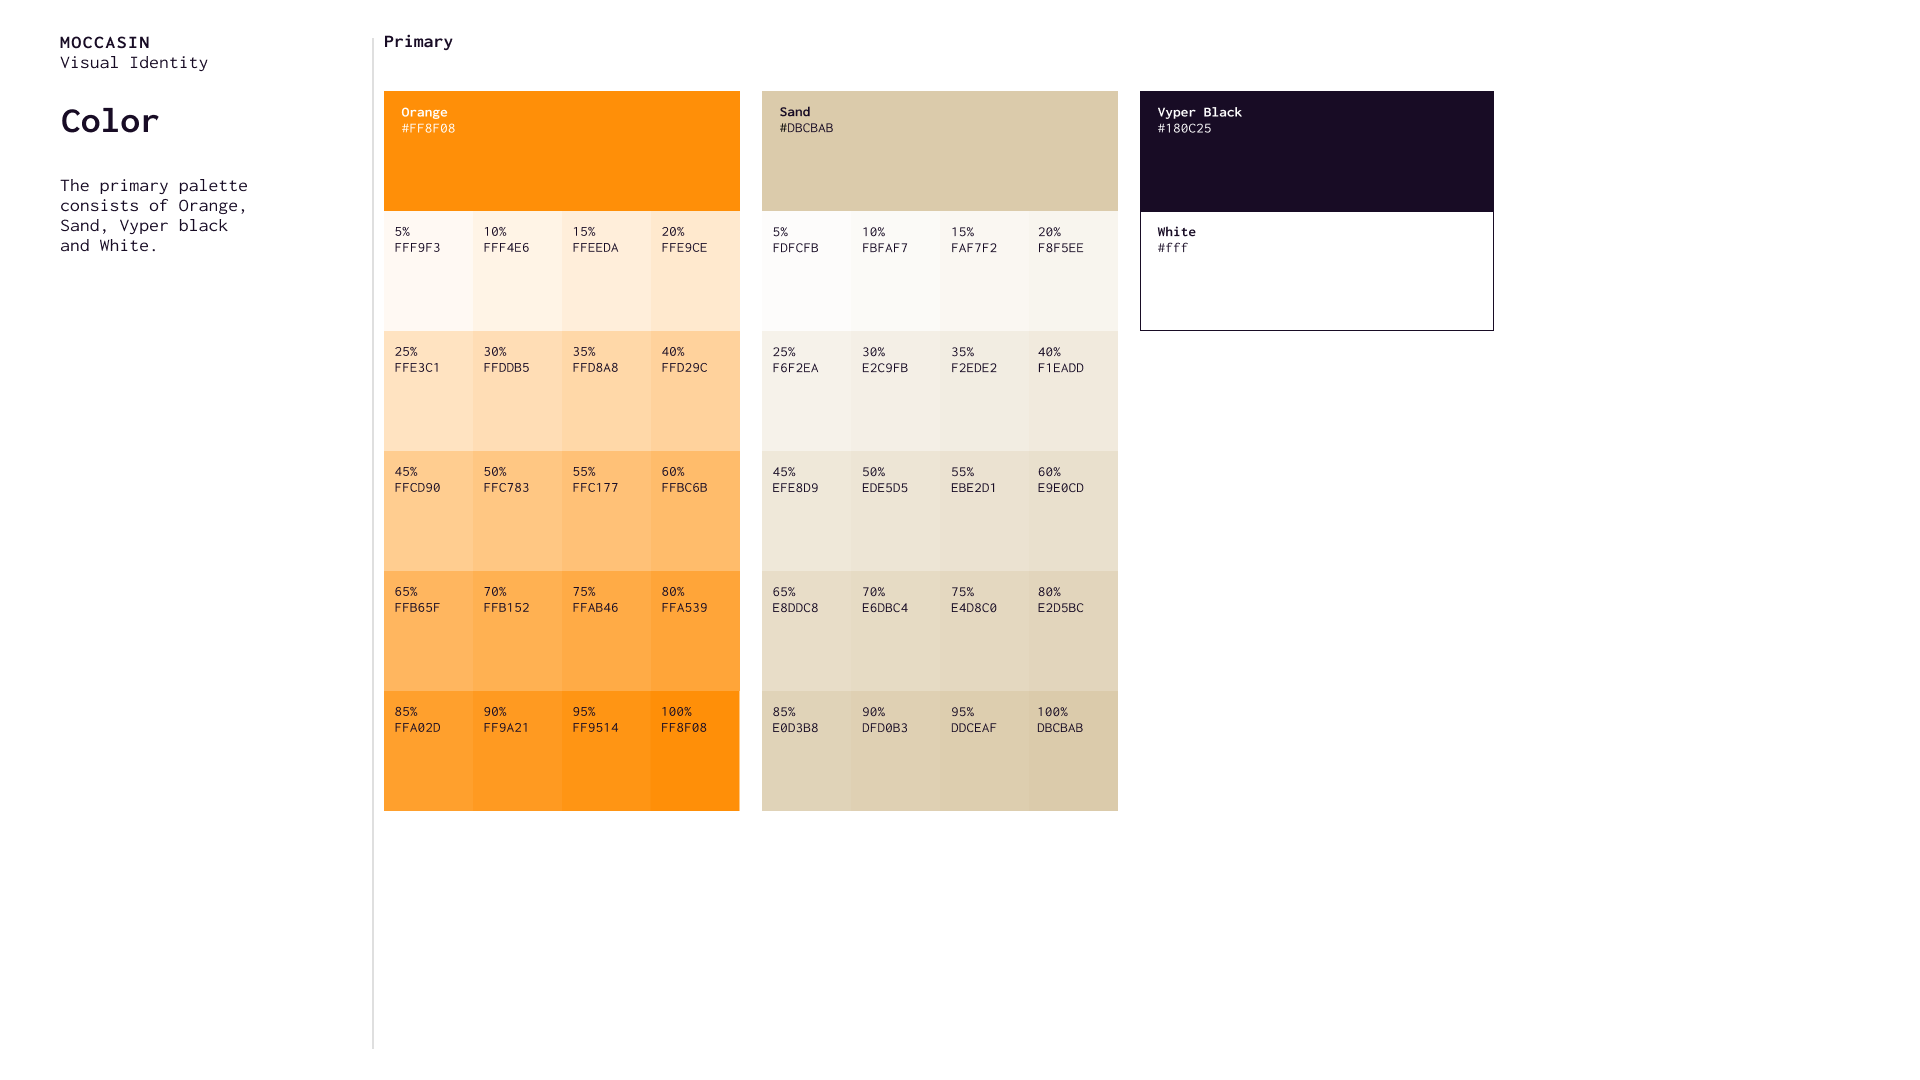 MOCCASIN
Visual Identity
Color
The primary palette
consists of Orange,
Sand, Vyper black
and White.
Primary
Orange
#FF8F08
5% 10% 15% 20%
FFF9F3 FFF4E6 FFEEDA FFE9CE
25% 30% 35% 40%
FFE3C1 FFDDB5 FFD8A8 FFD29C
45% 50% 55% 60%
FFCD90 FFC783 FFC177 FFBC6B
65% 70% 75% 80%
FFB65F FFB152 FFAB46 FFA539
85% 90% 95% 100%
FFA02D FF9A21 FF9514 FF8F08
Sand
#DBCBAB
5% 10% 15% 20%
FDFCFB FBFAF7 FAF7F2 F8F5EE
25% 30% 35% 40%
F6F2EA E2C9FB F2EDE2 F1EADD
45% 50% 55% 60%
EFE8D9 EDE5D5 EBE2D1 E9E0CD
65% 70% 75% 80%
E8DDC8 E6DBC4 E4D8C0 E2D5BC
85% 90% 95% 100%
E0D3B8 DFD0B3 DDCEAF DBCBAB
Vyper Black
#180C25
White
#fff